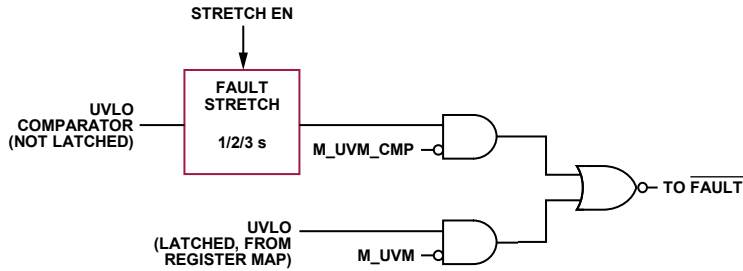 STRETCH EN
FAULT
STRETCH
1/2/3 s
UVLO
COMPARATOR
(NOT LATCHED)
M_UVM_CMP
TO FAULT
UVLO
(LATCHED, FROM
REGISTER MAP)
M_UVM